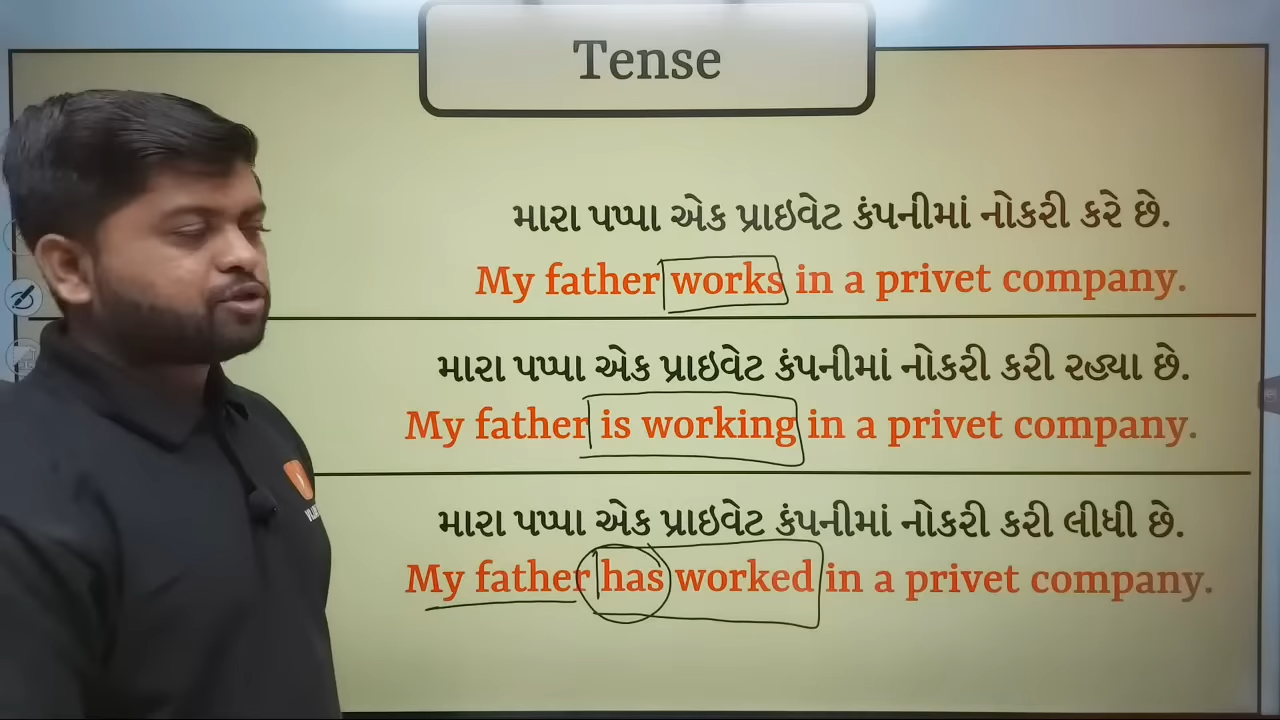 Tense
મારા પપ્પા એક પ્રાઇવેટ કંપનીમાં નોકરી કરે છે.
My father works in a privet company.
મારા પપ્પા એક પ્રાઇવેટ કંપનીમાં નોકરી કરી રહ્યા છે.
My father is working in a privet company.
મારા પપ્પા એક પ્રાઇવેટ કંપનીમાં નોકરી કરી લીધી છે.
My father has worked in a privet company.